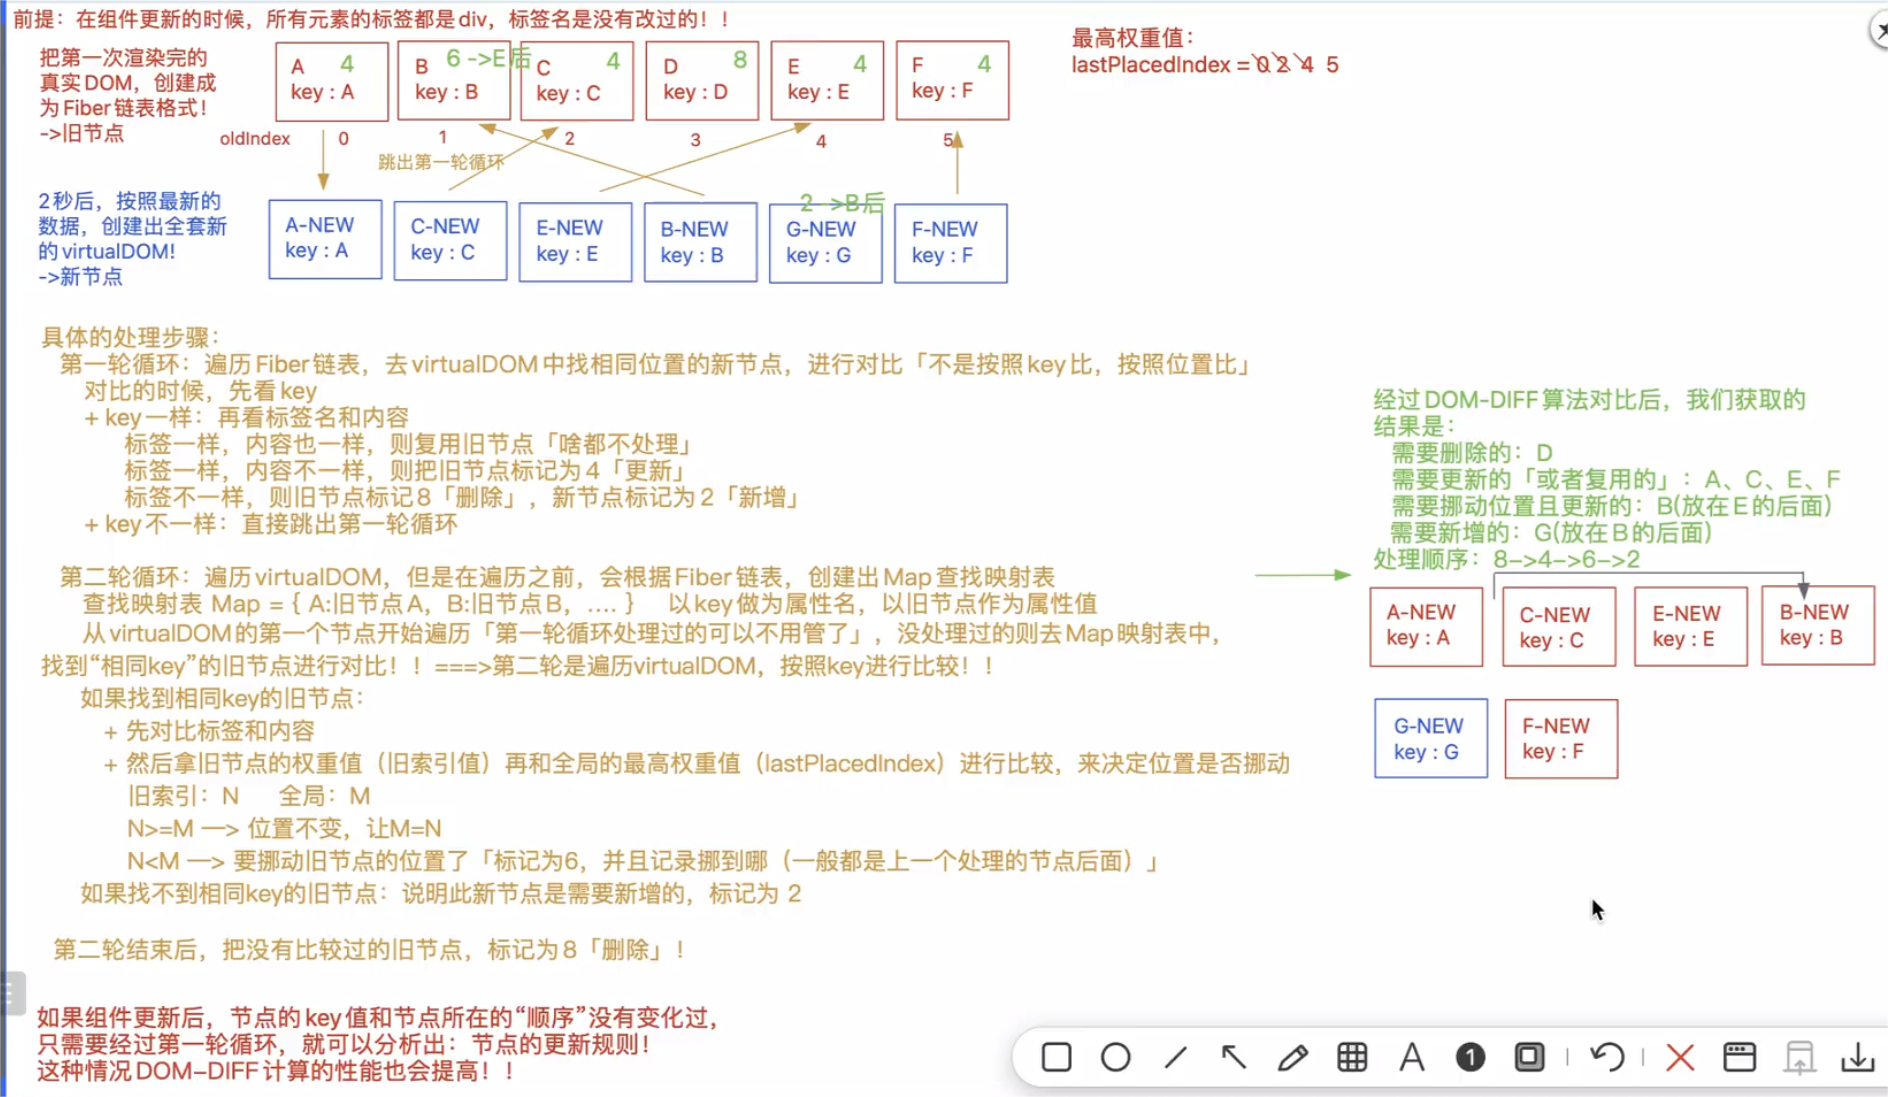 前提：在组件更新的时候，所有元素的标签都是div，标签名是没有改过的！！
把第一次渲染完的
真实DOM，创建成
为Fiber链表格式！
->旧节点
A 4
key : A
B 6 ->E后
key : B
C 4
key : C
D 8
key : D
E 4
key : E
F 4
key : F
最高权重值：
lastPlacedIndex = 0 2 4 5
oldIndex 0 1 2 3 4 5
跳出第一轮循环
2秒后，按照最新的
数据，创建出全套新
的virtualDOM！
->新节点
A-NEW
key : A
C-NEW
key : C
E-NEW
key : E
B-NEW
key : B
2 ->B后
G-NEW
key : G
F-NEW
key : F
具体的处理步骤：
第一轮循环：遍历Fiber链表，去virtualDOM中找相同位置的新节点，进行对比「不是按照key比，按照位置比」
对比的时候，先看key
+ key一样：再看标签名和内容
标签一样，内容也一样，则复用旧节点「啥都不处理」
标签一样，内容不一样，则把旧节点标记为4「更新」
标签不一样，则旧节点标记8「删除」，新节点标记为2「新增」
+ key不一样：直接跳出第一轮循环
第二轮循环：遍历virtualDOM，但是在遍历之前，会根据Fiber链表，创建出Map查找映射表
查找映射表 Map = { A:旧节点A，B:旧节点B，.... } 以key做为属性名，以旧节点作为属性值
从virtualDOM的第一个节点开始遍历「第一轮循环处理过的可以不用管了」，没处理过的则去Map映射表中，
找到“相同key”的旧节点进行对比！！===>第二轮是遍历virtualDOM，按照key进行比较！！
如果找到相同key的旧节点：
+ 先对比标签和内容
+ 然后拿旧节点的权重值（旧索引值）再和全局的最高权重值（lastPlacedIndex）进行比较，来决定位置是否挪动
旧索引：N 全局：M
N>=M —> 位置不变，让M=N
N<M —> 要挪动旧节点的位置了「标记为6，并且记录挪到哪（一般都是上一个处理的节点后面）」
如果找不到相同key的旧节点：说明此新节点是需要新增的，标记为 2
第二轮结束后，把没有比较过的旧节点，标记为8「删除」！
如果组件更新后，节点的key值和节点所在的“顺序”没有变化过，
只需要经过第一轮循环，就可以分析出：节点的更新规则！
这种情况DOM-DIFF计算的性能也会提高！！
经过DOM-DIFF算法对比后，我们获取的
结果是：
需要删除的：D
需要更新的「或者复用的」：A、C、E、F
需要挪动位置且更新的：B(放在E的后面)
需要新增的：G(放在B的后面)
处理顺序：8->4->6->2
A-NEW
key : A
C-NEW
key : C
E-NEW
key : E
B-NEW
key : B
G-NEW
key : G
F-NEW
key : F
A
1